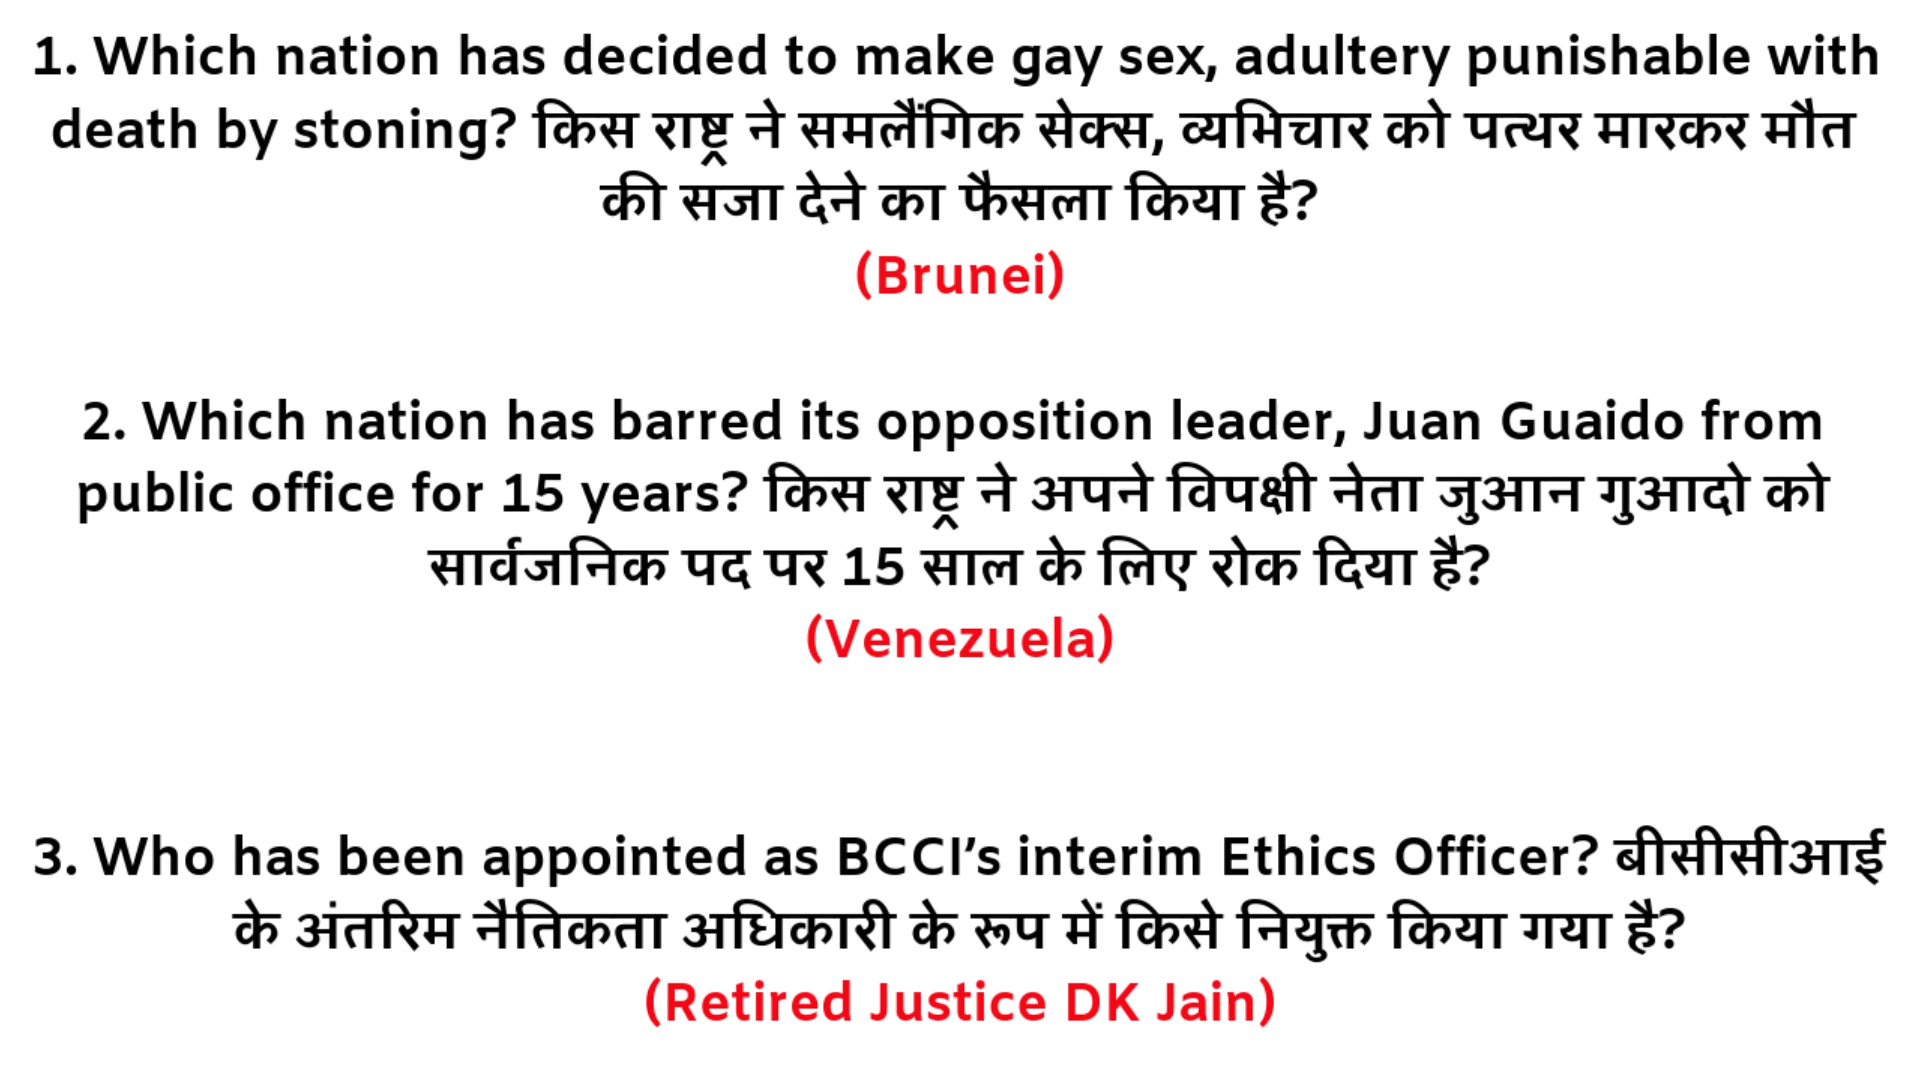 1. Which nation has decided to make gay sex, adultery punishable with
death by stoning? किस राष्ट्र ने समलैंगिक सेक्स, व्यभिचार को पत्थर मारकर मौत
की सजा देने का फैसला किया है?
(Brunei)
2. Which nation has barred its opposition leader, Juan Guaido from
public office for 15 years? किस राष्ट्र ने अपने विपक्षी नेता जुआन गुआदो को
सार्वजनिक पद पर 15 साल के लिए रोक दिया है?
(Venezuela)
3. Who has been appointed as BCCI’s interim Ethics Officer? बीसीसीआई
के अंतरिम नैतिकता अधिकारी के रूप में किसे नियुक्त किया गया है?
(Retired Justice DK Jain)